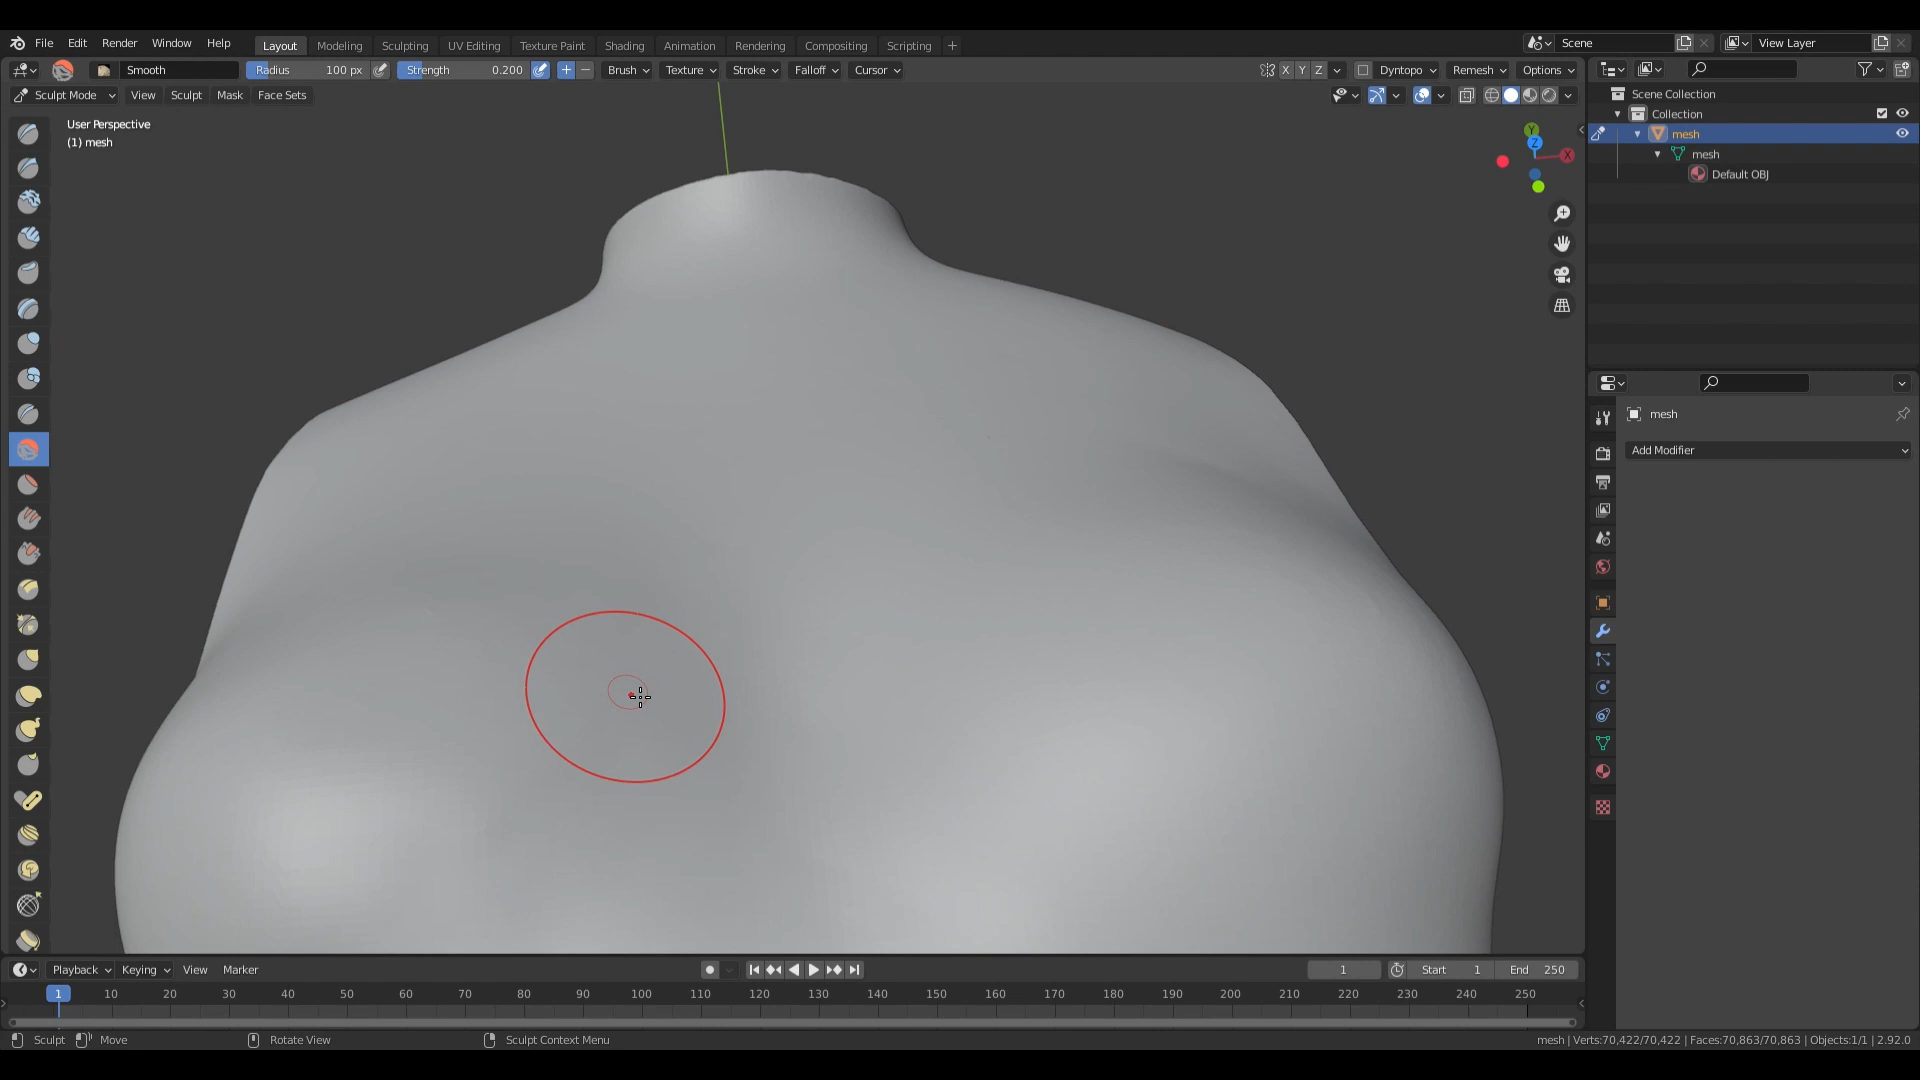 File Edit Render Window Help Layout Modeling Sculpting UV Editing Texture Paint Shading Animation Rendering Compositing Scripting + Scene View Layer
Smooth Radius 100 px Strength 0.200 + − Brush Texture Stroke Falloff Cursor X Y Z Dyntopo Remesh Options
Sculpt Mode View Sculpt Mask Face Sets
User Perspective
(1) mesh
Y
Z
X
Scene Collection
Collection
mesh
mesh
Default OBJ
mesh
Add Modifier
Playback Keying View Marker 1 Start 1 End 250
1 10 20 30 40 50 60 70 80 90 100 110 120 130 140 150 160 170 180 190 200 210 220 230 240 250
Sculpt Move Rotate View Sculpt Context Menu mesh | Verts:70,422/70,422 | Faces:70,863/70,863 | Objects:1/1 | 2.92.0